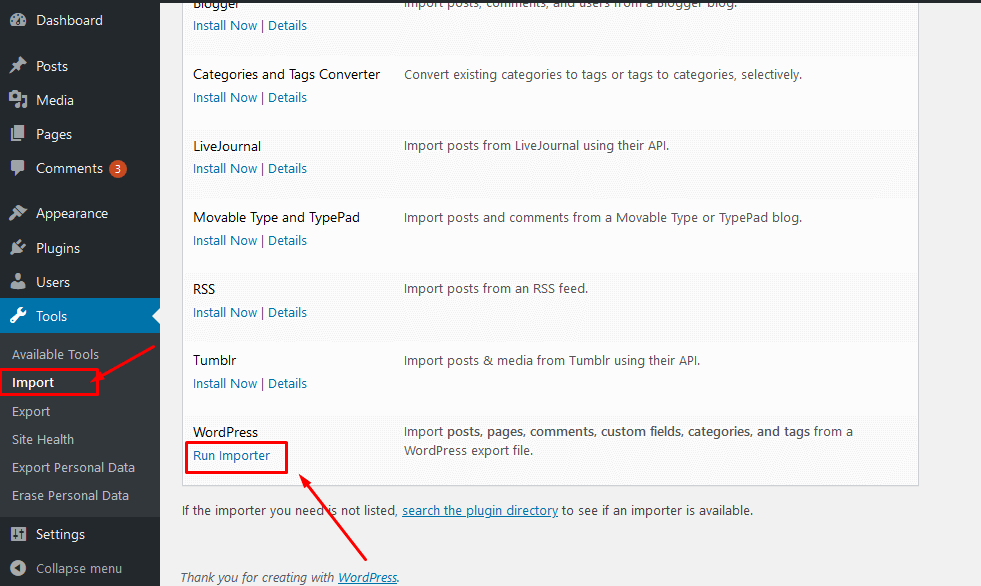 Dashboard
Posts
Media
Pages
Comments 3
Appearance
Plugins
Users
Tools
Available Tools
Import
Export
Site Health
Export Personal Data
Erase Personal Data
Settings
Collapse menu
Blogger
Import posts, comments, and users from a Blogger blog.
Install Now | Details
Categories and Tags Converter
Convert existing categories to tags or tags to categories, selectively.
Install Now | Details
LiveJournal
Import posts from LiveJournal using their API.
Install Now | Details
Movable Type and TypePad
Import posts and comments from a Movable Type or TypePad blog.
Install Now | Details
RSS
Import posts from an RSS feed.
Install Now | Details
Tumblr
Import posts & media from Tumblr using their API.
Install Now | Details
WordPress
Import posts, pages, comments, custom fields, categories, and tags from a
WordPress export file.
Run Importer
If the importer you need is not listed, search the plugin directory to see if an importer is available.
Thank you for creating with WordPress.